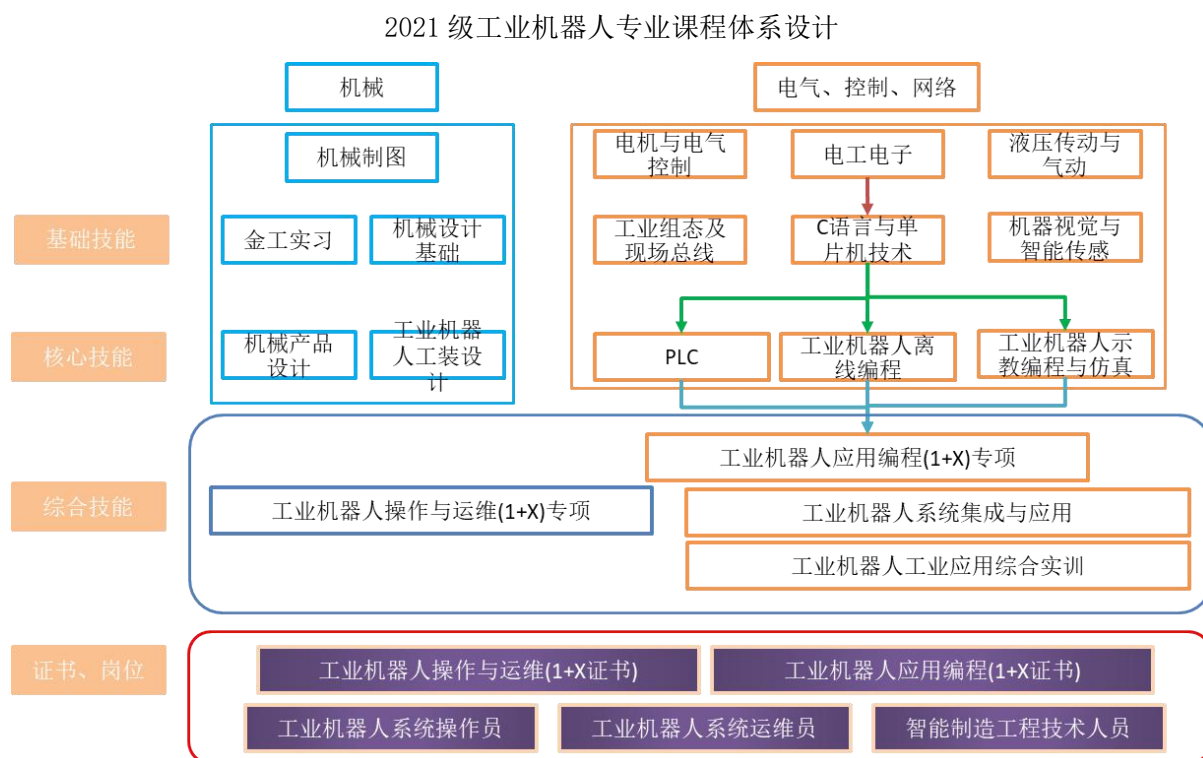 2021 级工业机器人专业课程体系设计
机械
电气、控制、网络
机械制图
电机与电气
控制
电工电子
液压传动与
气动
基础技能
金工实习
机械设计
基础
工业组态及
现场总线
C语言与单
片机技术
机器视觉与
智能传感
核心技能
机械产品
设计
工业机器
人工装设
计
PLC
工业机器人离
线编程
工业机器人示
教编程与仿真
工业机器人应用编程(1+X)专项
综合技能
工业机器人操作与运维(1+X)专项
工业机器人系统集成与应用
工业机器人工业应用综合实训
证书、岗位
工业机器人操作与运维(1+X证书)
工业机器人应用编程(1+X证书)
工业机器人系统操作员
工业机器人系统运维员
智能制造工程技术人员